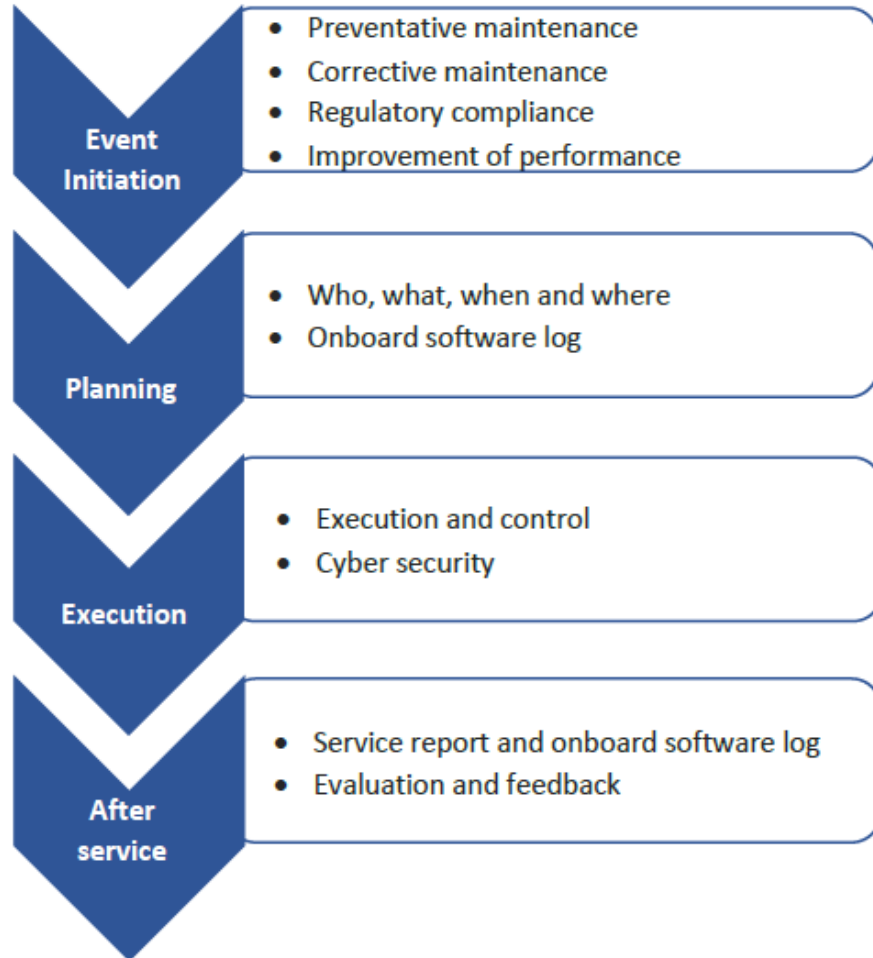 • Preventative maintenance
• Corrective maintenance
• Regulatory compliance
• Improvement of performance
Event
Initiation
• Who, what, when and where
• Onboard software log
Planning
• Execution and control
• Cyber security
Execution
• Service report and onboard software log
• Evaluation and feedback
After
service